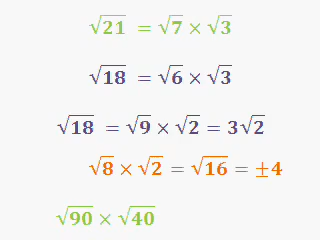 √21 = √7 × √3
√18 = √6 × √3
√18 = √9 × √2 = 3√2
√8 × √2 = √16 = ±4
√90 × √40